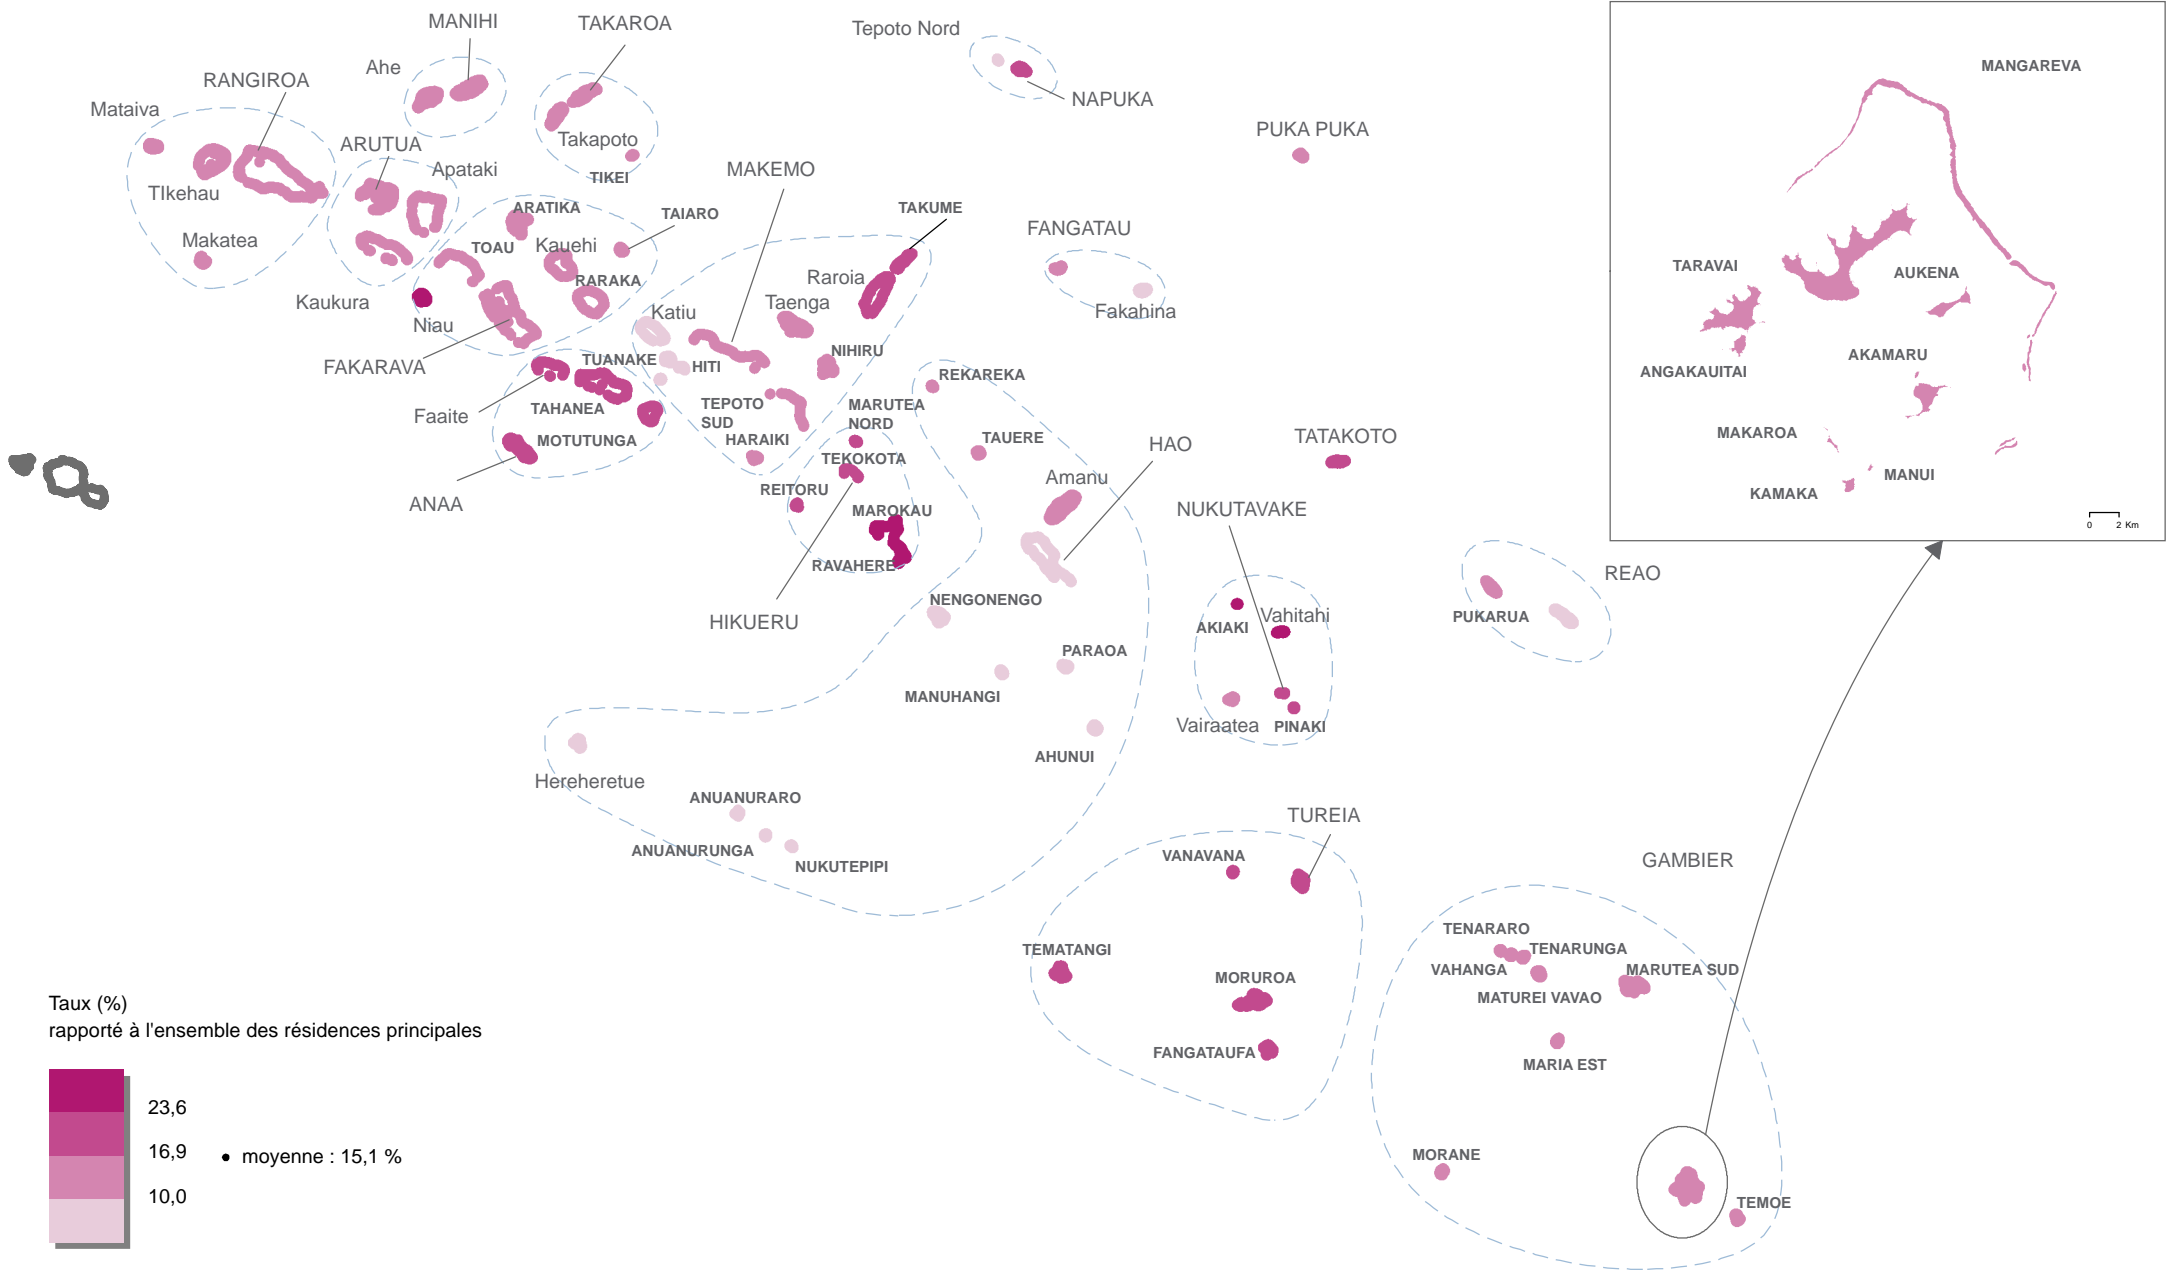 MANIHI
TAKAROA
Tepoto Nord
Ahe
RANGIROA
MANGAREVA
Mataiva
NAPUKA
ARUTUA
Takapoto
PUKA PUKA
Apataki
MAKEMO
TIKEI
TIkehau
ARATIKA
TAIARO
TAKUME
FANGATAU
Makatea
TOAU
Kauehi
TARAVAI
AUKENA
RARAKA
Raroia
Kaukura
Taenga
Katiu
Fakahina
Niau
NIHIRU
AKAMARU
TUANAKE
HITI
FAKARAVA
REKAREKA
ANGAKAUITAI
TAHANEA
TEPOTO
SUD
MARUTEA
NORD
Faaite
MOTUTUNGA
HARAIKI
TAUERE
HAO
TATAKOTO
MAKAROA
TEKOKOTA
Amanu
MANUI
REITORU
KAMAKA
ANAA
MAROKAU
NUKUTAVAKE
0 2 Km
RAVAHERE
REAO
NENGONENGO
HIKUERU
AKIAKI
Vahitahi
PUKARUA
PARAOA
MANUHANGI
Vairaatea
PINAKI
AHUNUI
Hereheretue
ANUANURARO
TUREIA
ANUANURUNGA
NUKUTEPIPI
VANAVANA
GAMBIER
TENARARO
TEMATANGI
TENARUNGA
VAHANGA
MARUTEA SUD
MORUROA
MATUREI VAVAO
FANGATAUFA
MARIA EST
MORANE
TEMOE
Taux (%)
rapporté à l'ensemble des résidences principales
23,6
16,9
• moyenne : 15,1 %
10,0